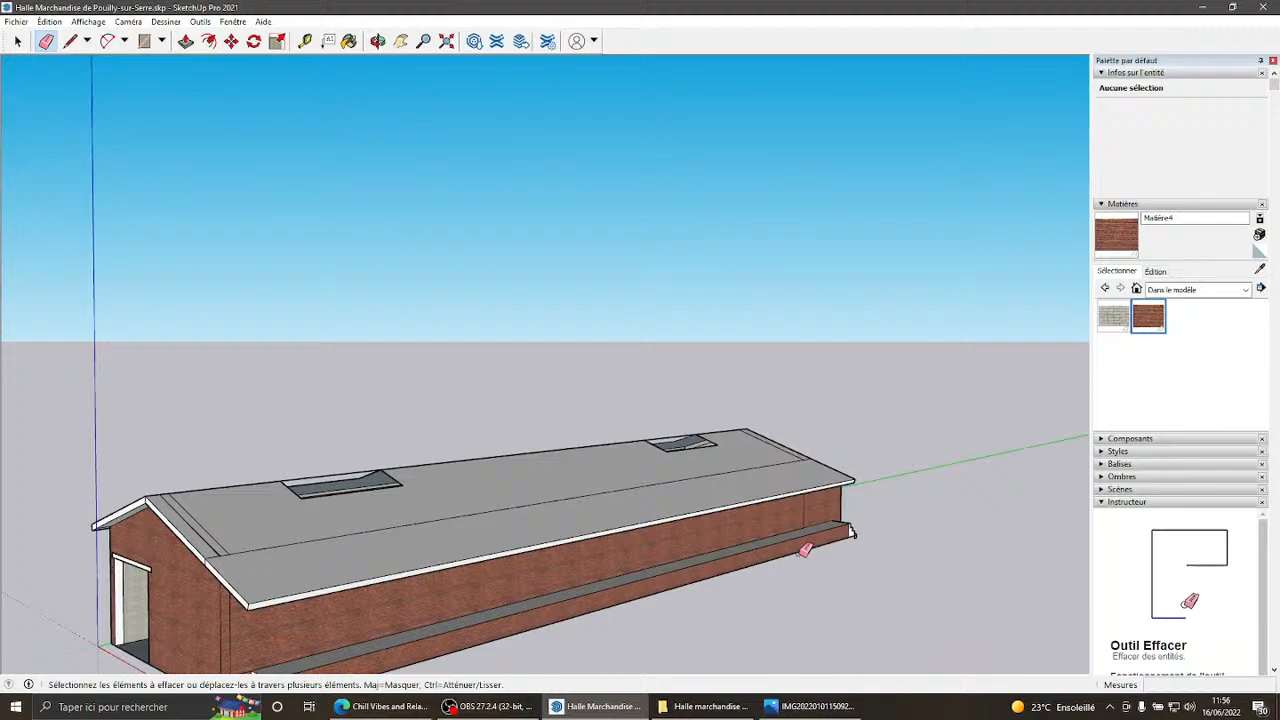 Halle Marchandise de Pouilly-sur-Serre.skp - SketchUp Pro 2021
Fichier Édition Affichage Caméra Dessiner Outils Fenêtre Aide
Palette par défaut
Infos sur l'entité
Aucune sélection
Matières
Matière4
Sélectionner Édition
Dans le modèle
Composants
Styles
Balises
Ombres
Scènes
Instructeur
Outil Effacer
Effacer des entités.
Sélectionnez les éléments à effacer ou déplacez-les à travers plusieurs éléments. Maj=Masquer, Ctrl=Atténuer/Lisser.
Mesures
Taper ici pour rechercher
Chill Vibes and Rela...
OBS 27.2.4 (32-bit, ...
Halle Marchandise ...
Halle marchandise ...
IMG2022010115092...
23°C Ensoleillé
11:56
16/06/2022